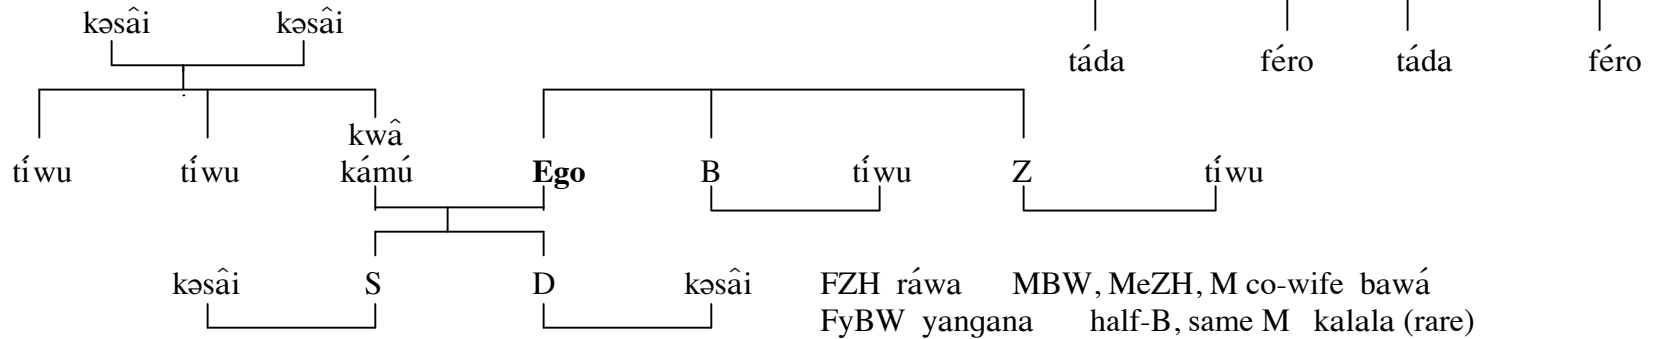 kəsâi kəsâi
táda féro táda féro
kwâ
tíwu tíwu kámú Ego B tíwu Z tíwu
kəsâi S D kəsâi FZH ráwa MBW, MeZH, M co-wife bawá
FyBW yangana half-B, same M kalala (rare)